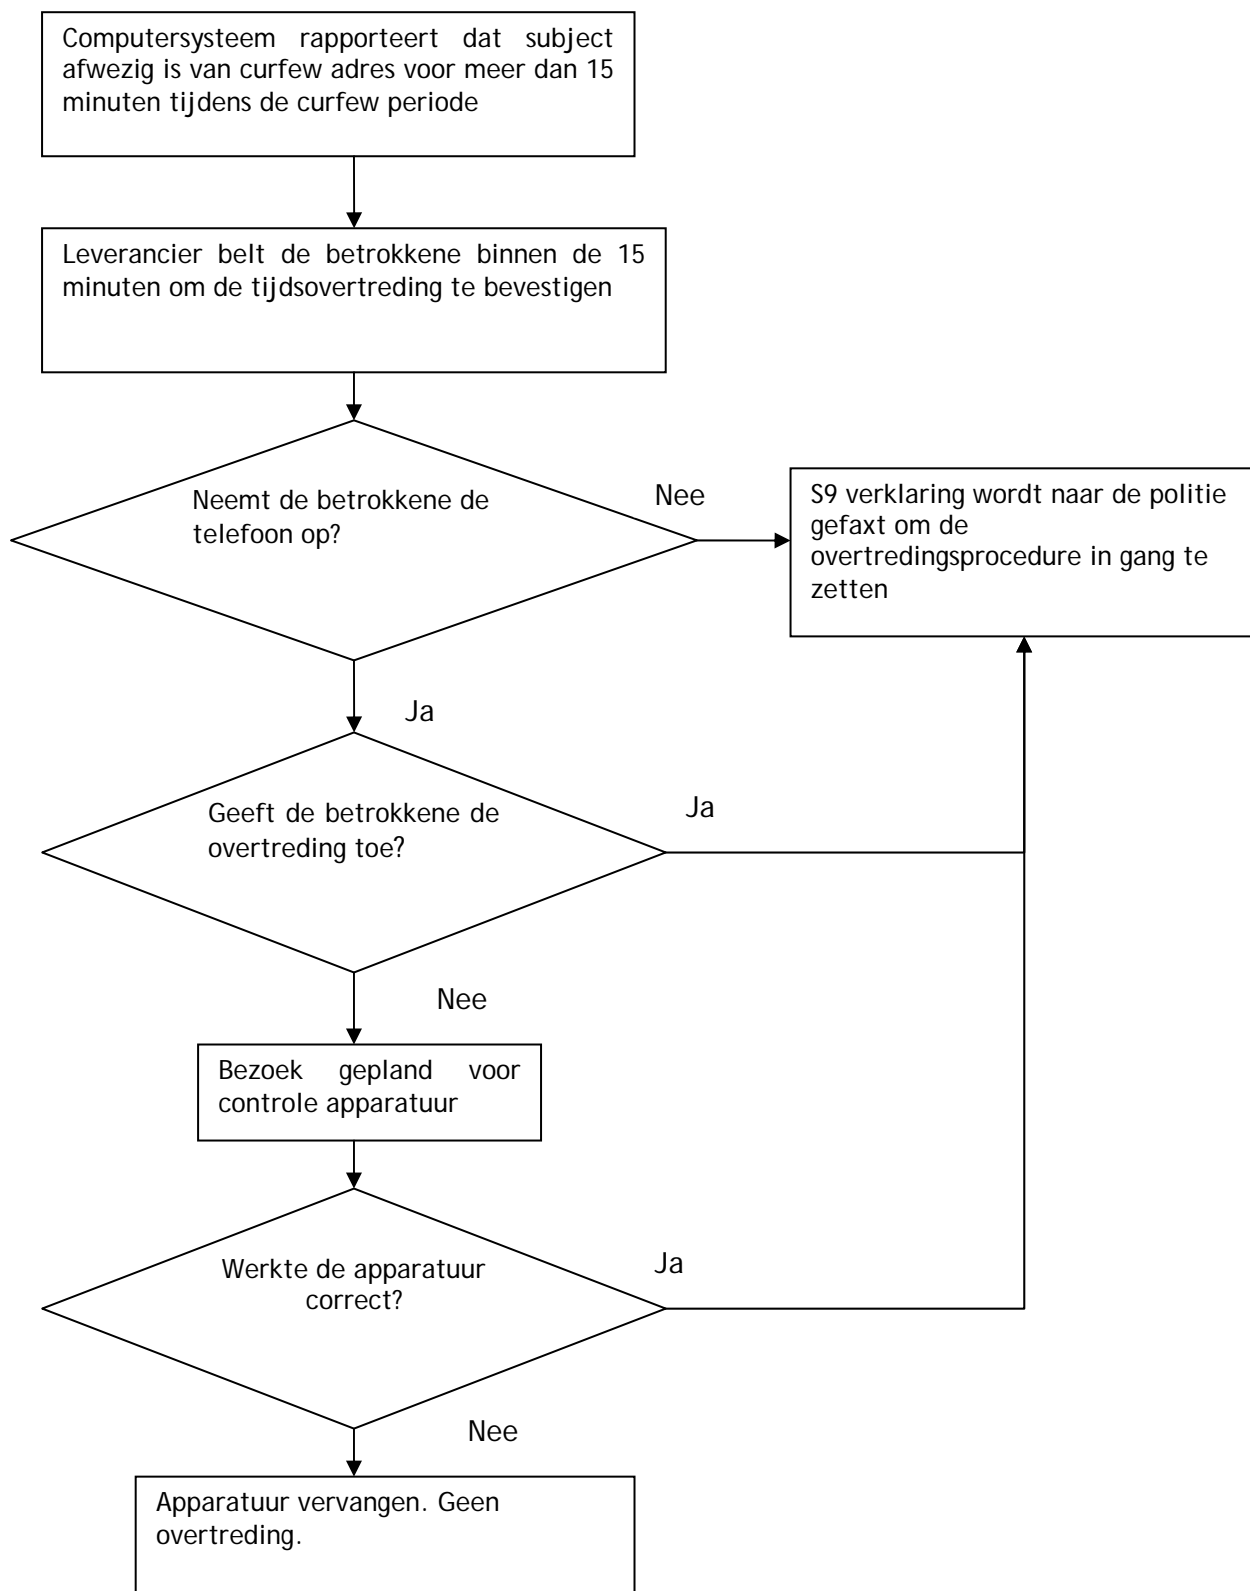 Computersysteem rapporteert dat subject
afwezig is van curfew adres voor meer dan 15
minuten tijdens de curfew periode
Leverancier belt de betrokkene binnen de 15
minuten om de tijdsovertreding te bevestigen
Neemt de betrokkene de
telefoon op?
Nee
S9 verklaring wordt naar de politie
gefaxt om de
overtredingsprocedure in gang te
zetten
Ja
Geeft de betrokkene de
overtreding toe?
Ja
Nee
Bezoek gepland voor
controle apparatuur
Werkte de apparatuur
correct?
Ja
Nee
Apparatuur vervangen. Geen
overtreding.